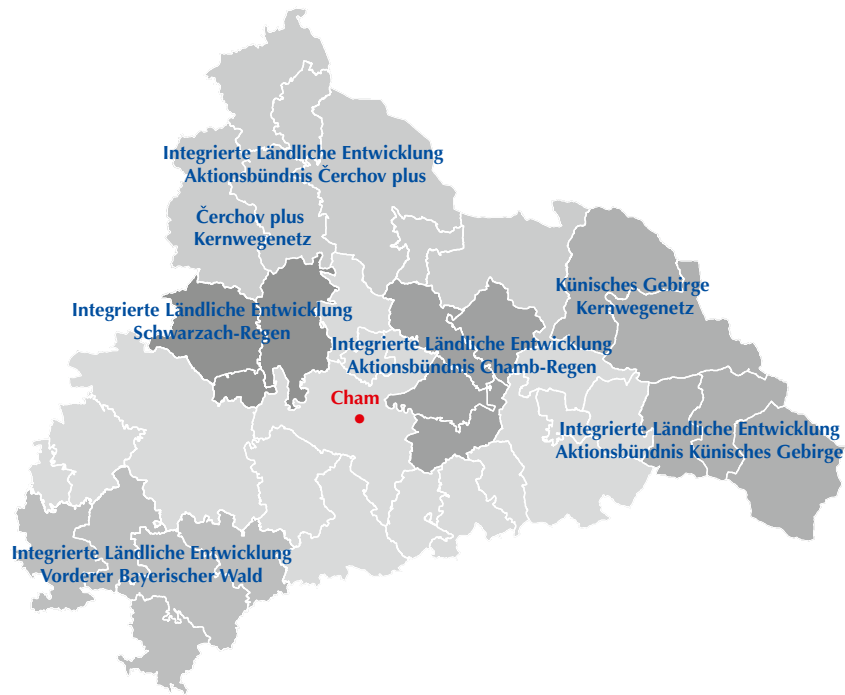 Integrierte Ländliche Entwicklung
Aktionsbündnis Čerchov plus
Čerchov plus
Kernwegenetz
Künisches Gebirge
Kernwegenetz
Integrierte Ländliche Entwicklung
Schwarzach-Regen
Integrierte Ländliche Entwicklung
Aktionsbündnis Chamb-Regen
Cham
Integrierte Ländliche Entwicklung
Aktionsbündnis Künisches Gebirge
Integrierte Ländliche Entwicklung
Vorderer Bayerischer Wald